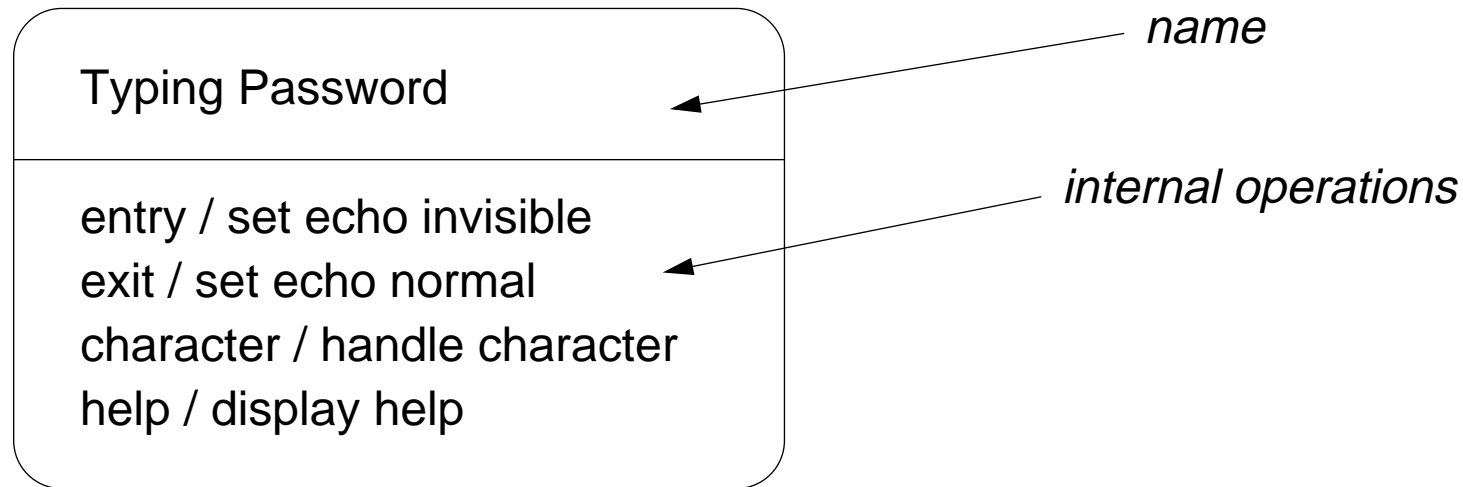 name
Typing Password
internal operations
entry / set echo invisible
exit / set echo normal
character / handle character
help / display help